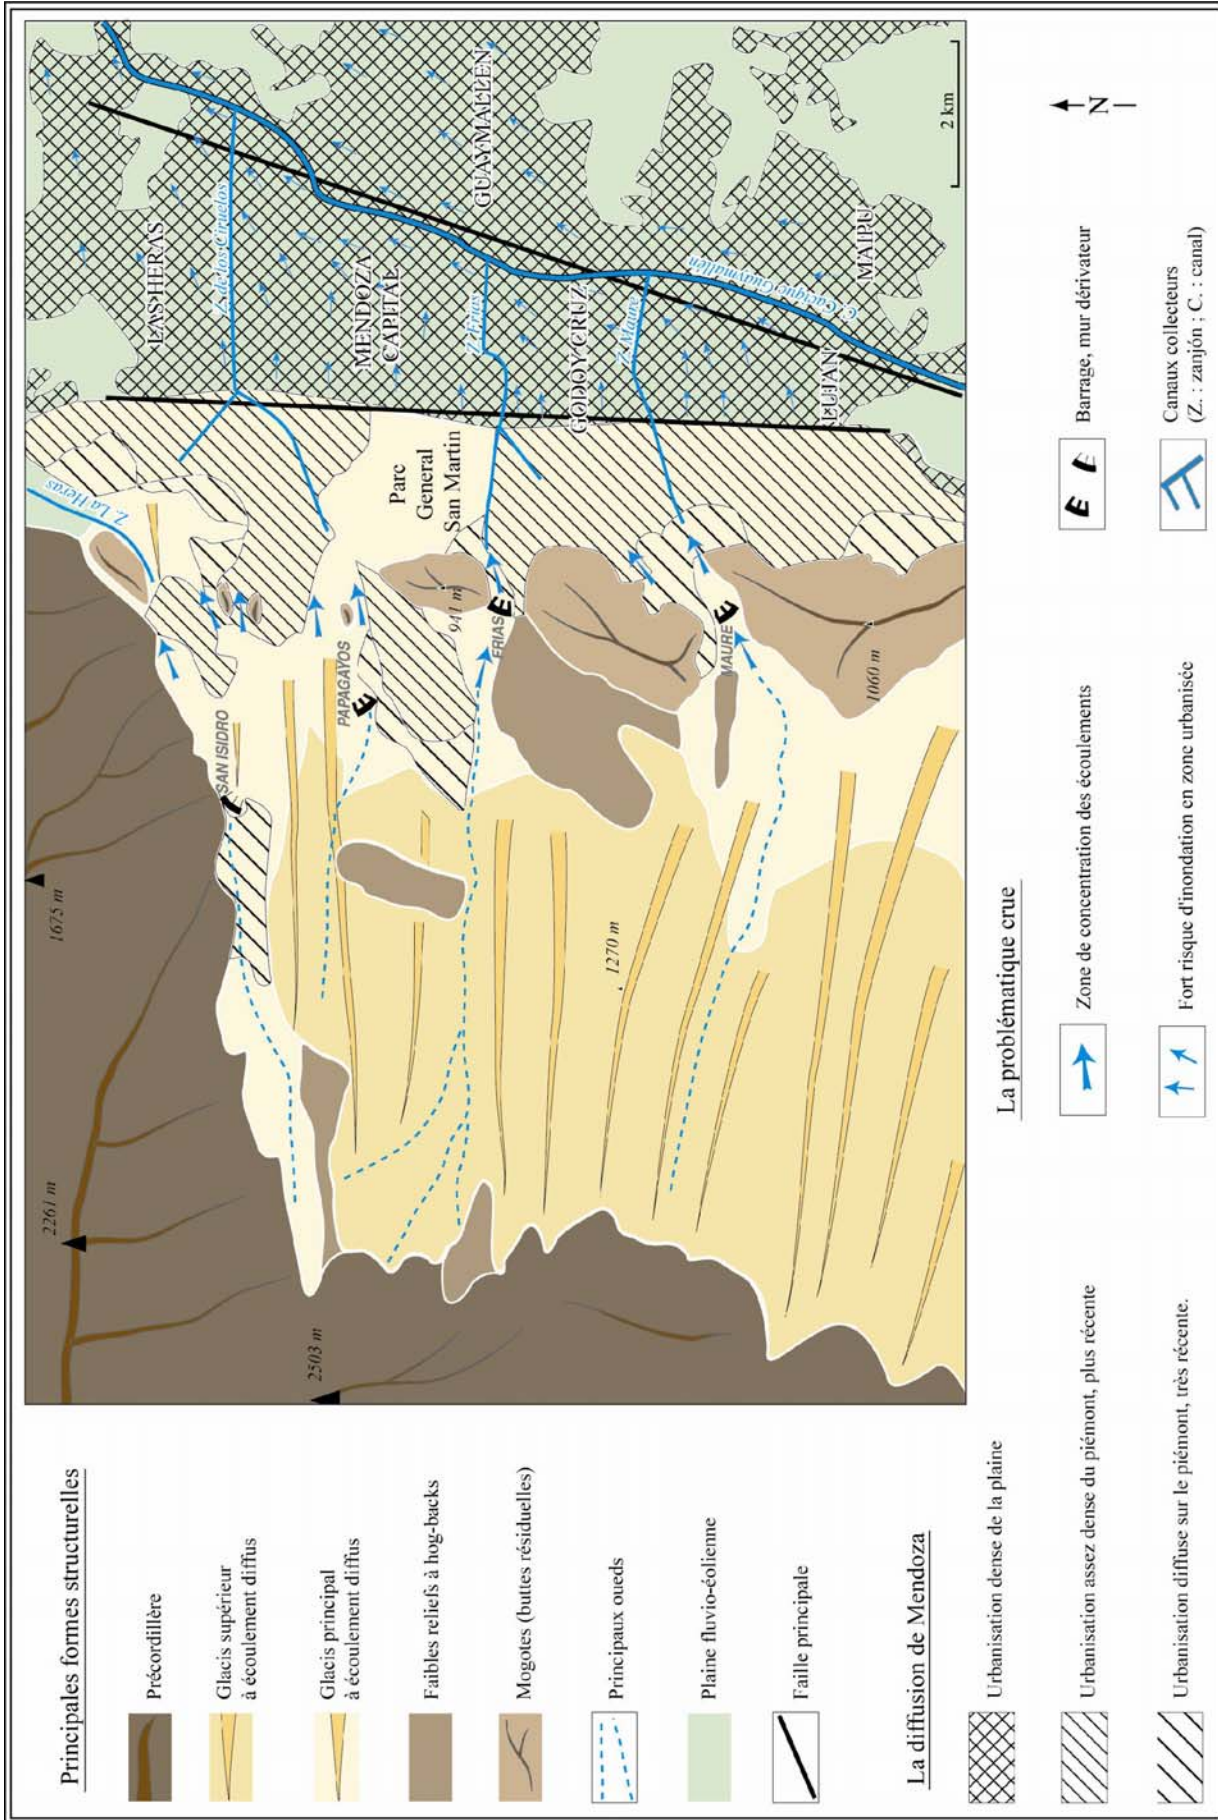 Principales formes structurelles
Précordillère
Glacis supérieur
à écoulement diffus
Glacis principal
à écoulement diffus
Faibles reliefs à hog-backs
Mogotes (buttes résiduelles)
Principaux oueds
Plaine fluvio-éolienne
Faille principale
La diffusion de Mendoza
Urbanisation dense de la plaine
Urbanisation assez dense du piémont, plus récente
Urbanisation diffuse sur le piémont, très récente.
La problématique crue
Zone de concentration des écoulements
Fort risque d'inondation en zone urbanisée
Barrage, mur dérivateur
Canaux collecteurs
(Z. : zanjón ; C. : canal)
N
2 km
2503 m
2261 m
1675 m
1270 m
1060 m
941 m
SAN ISIDRO
PAPAGAYOS
FRIAS
MAURE
Z. La Heras
Parc
General
San Martin
LAS HERAS
Z. de los Ciruelos
MENDOZA
CAPITAL
Z. Frias
GUAYMALLEN
GODOY CRUZ
Z. Maure
C. Cacique Guaymallén
LUJAN
MAIPU